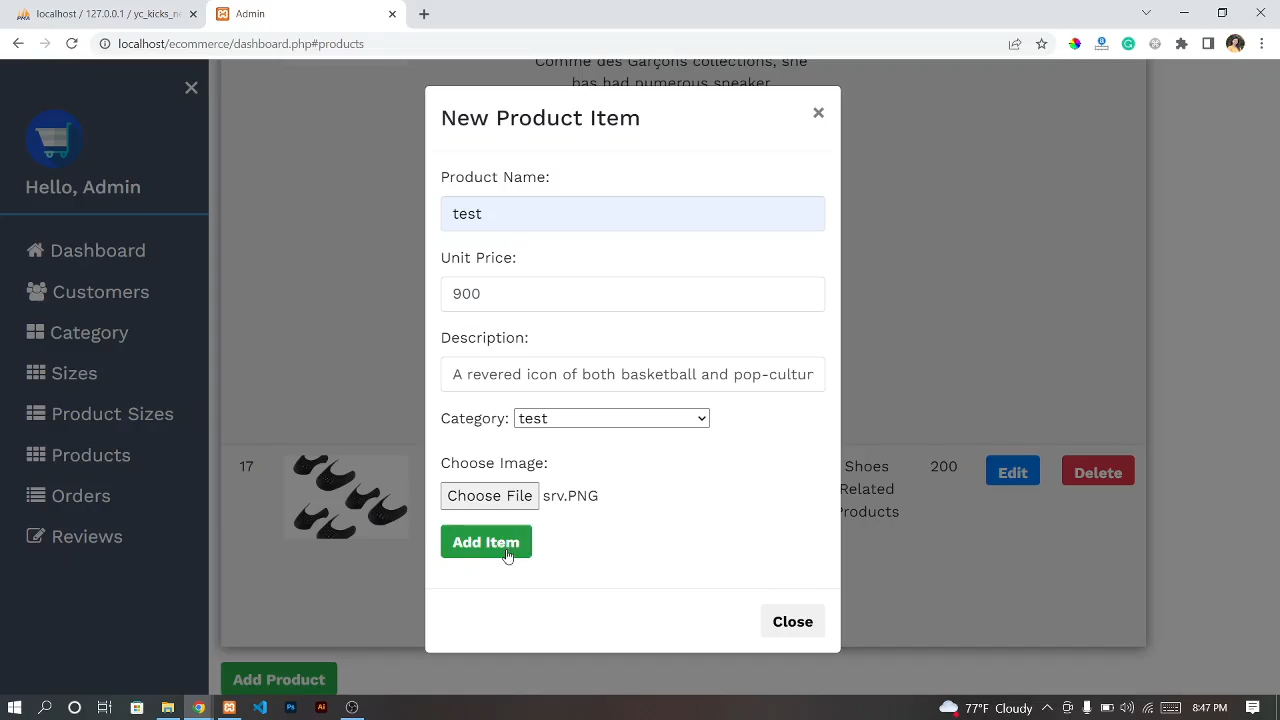 localhost / 127.0.0.1 / yc_kicks_ne
Admin
localhost/ecommerce/dashboard.php#products
Comme des Garçons collections, she
has had numerous sneaker
Hello, Admin
Dashboard
Customers
Category
Sizes
Product Sizes
Products
Orders
Reviews
New Product Item
×
Product Name:
test
Unit Price:
900
Description:
A revered icon of both basketball and pop-cultur
Category: test
Choose Image:
Choose File srv.PNG
Add Item
Close
17
Shoes
Related
Products
200
Edit
Delete
Add Product
77°F Cloudy
8:47 PM